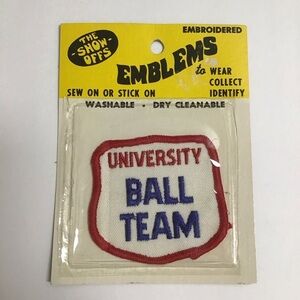 THE
SHOW
OFFS
EMBROIDERED
EMBLEMS
to WEAR
COLLECT
IDENTIFY
SEW ON OR STICK ON
WASHABLE • DRY CLEANABLE
UNIVERSITY
BALL
TEAM